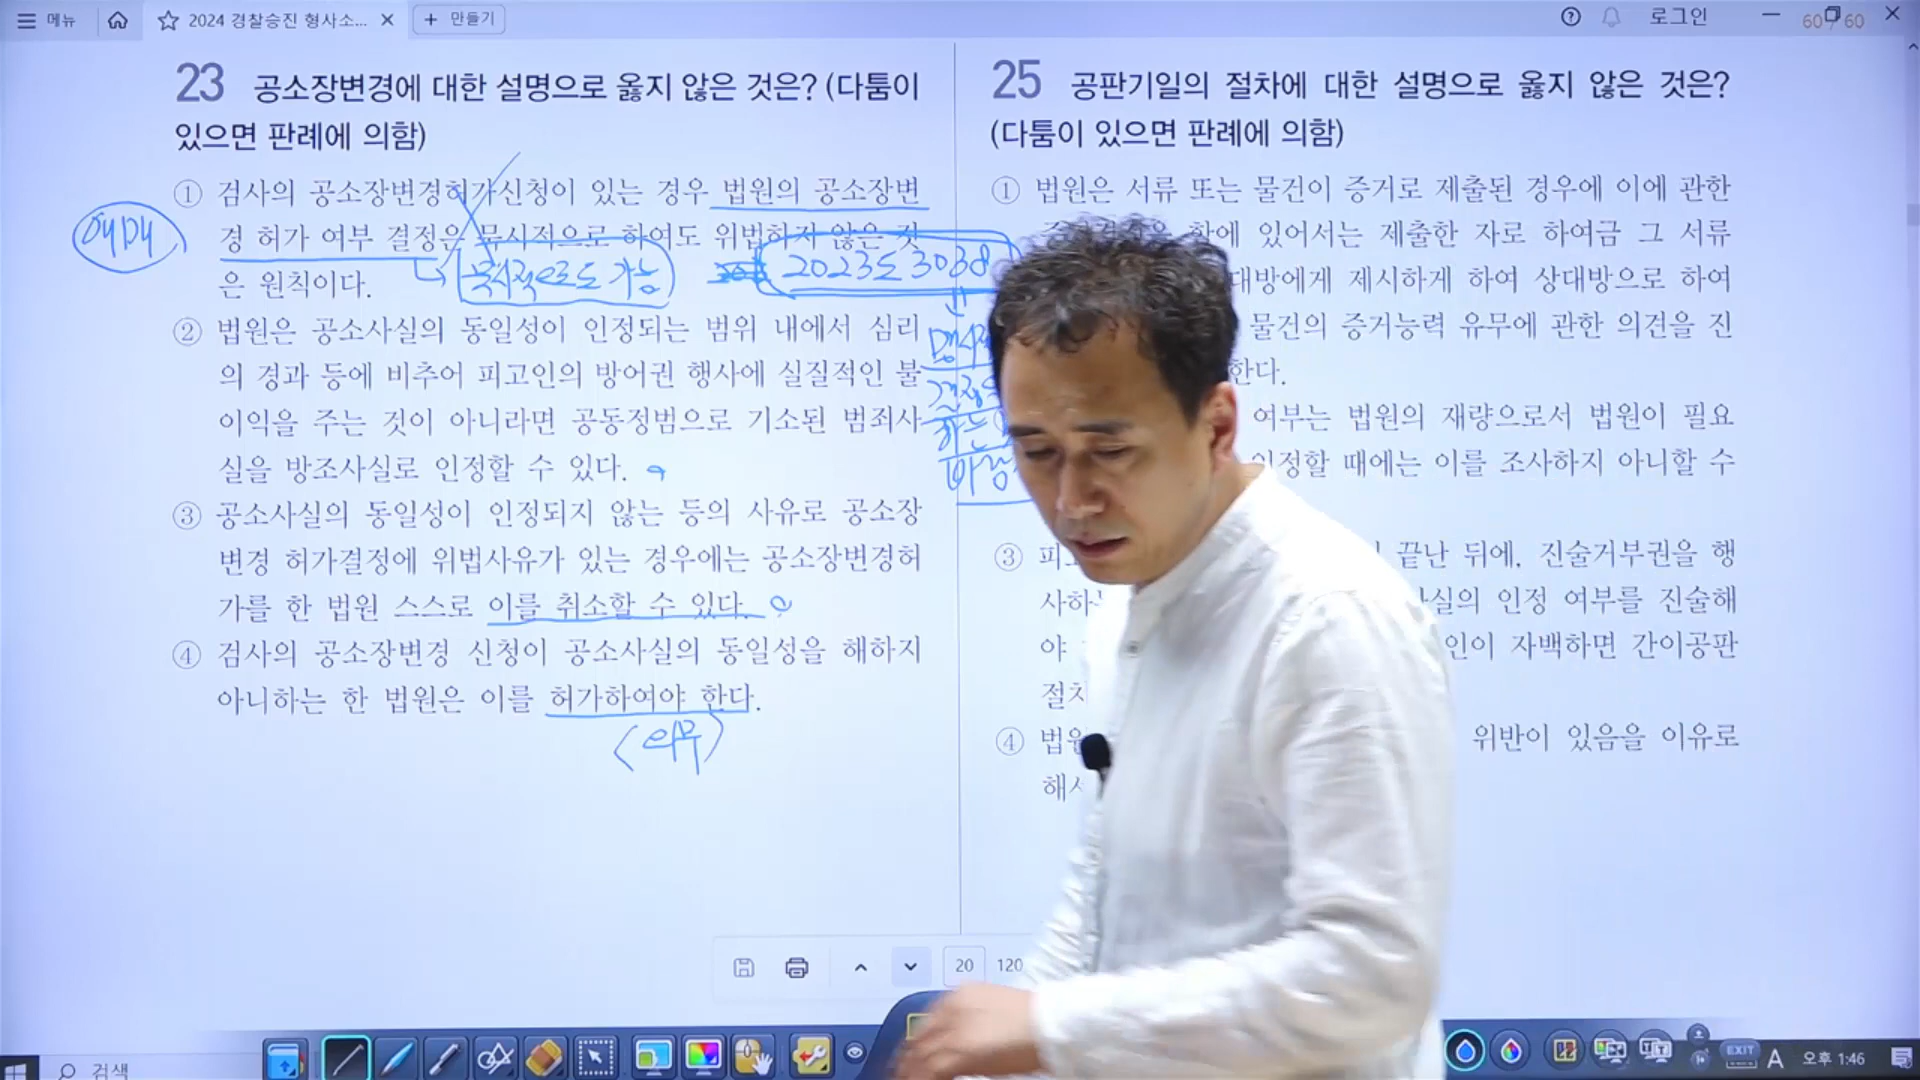 메뉴
2024 경찰승진 형사소...
만들기
로그인
60 / 60
23 공소장변경에 대한 설명으로 옳지 않은 것은? (다툼이
있으면 판례에 의함)
① 검사의 공소장변경허가신청이 있는 경우 법원의 공소장변
경 허가 여부 결정은 묵시적으로 하여도 위법하지 않은 것
은 원칙이다.
묵시적으로도 가능
2023도3038
② 법원은 공소사실의 동일성이 인정되는 범위 내에서 심리
의 경과 등에 비추어 피고인의 방어권 행사에 실질적인 불
이익을 주는 것이 아니라면 공동정범으로 기소된 범죄사
실을 방조사실로 인정할 수 있다.
③ 공소사실의 동일성이 인정되지 않는 등의 사유로 공소장
변경 허가결정에 위법사유가 있는 경우에는 공소장변경허
가를 한 법원 스스로 이를 취소할 수 있다.
④ 검사의 공소장변경 신청이 공소사실의 동일성을 해하지
아니하는 한 법원은 이를 허가하여야 한다.
의무
25 공판기일의 절차에 대한 설명으로 옳지 않은 것은?
(다툼이 있으면 판례에 의함)
① 법원은 서류 또는 물건이 증거로 제출된 경우에 이에 관한
함에 있어서는 제출한 자로 하여금 그 서류
대방에게 제시하게 하여 상대방으로 하여
물건의 증거능력 유무에 관한 의견을 진
한다.
여부는 법원의 재량으로서 법원이 필요
인정할 때에는 이를 조사하지 아니할 수
③ 끝난 뒤에, 진술거부권을 행
사실의 인정 여부를 진술해
야 인이 자백하면 간이공판
④ 위반이 있음을 이유로
20 120
검색
EXIT A 오후 1:46